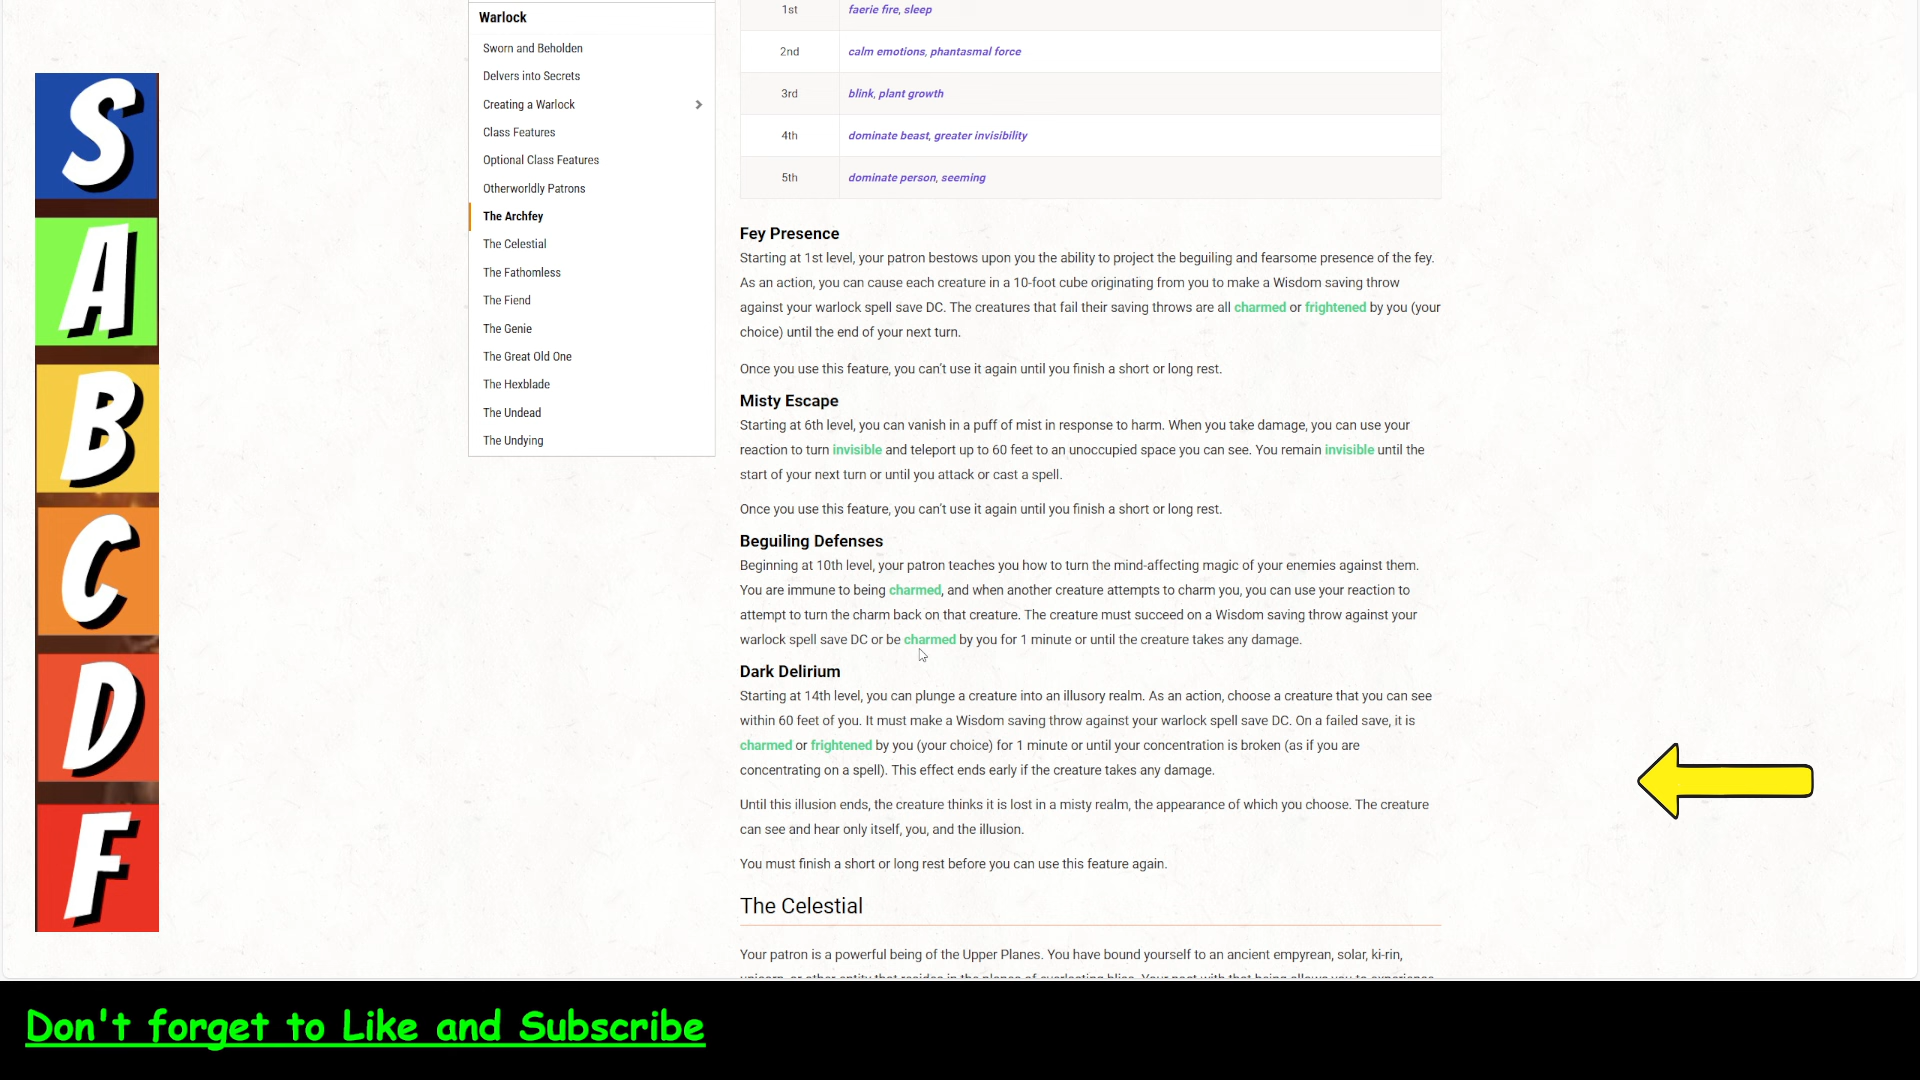 S
A
B
C
D
F
Warlock
Sworn and Beholden
Delvers into Secrets
Creating a Warlock
Class Features
Optional Class Features
Otherworldly Patrons
The Archfey
The Celestial
The Fathomless
The Fiend
The Genie
The Great Old One
The Hexblade
The Undead
The Undying
1st faerie fire, sleep
2nd calm emotions, phantasmal force
3rd blink, plant growth
4th dominate beast, greater invisibility
5th dominate person, seeming
Fey Presence
Starting at 1st level, your patron bestows upon you the ability to project the beguiling and fearsome presence of the fey.
As an action, you can cause each creature in a 10-foot cube originating from you to make a Wisdom saving throw
against your warlock spell save DC. The creatures that fail their saving throws are all charmed or frightened by you (your
choice) until the end of your next turn.
Once you use this feature, you can't use it again until you finish a short or long rest.
Misty Escape
Starting at 6th level, you can vanish in a puff of mist in response to harm. When you take damage, you can use your
reaction to turn invisible and teleport up to 60 feet to an unoccupied space you can see. You remain invisible until the
start of your next turn or until you attack or cast a spell.
Once you use this feature, you can't use it again until you finish a short or long rest.
Beguiling Defenses
Beginning at 10th level, your patron teaches you how to turn the mind-affecting magic of your enemies against them.
You are immune to being charmed, and when another creature attempts to charm you, you can use your reaction to
attempt to turn the charm back on that creature. The creature must succeed on a Wisdom saving throw against your
warlock spell save DC or be charmed by you for 1 minute or until the creature takes any damage.
Dark Delirium
Starting at 14th level, you can plunge a creature into an illusory realm. As an action, choose a creature that you can see
within 60 feet of you. It must make a Wisdom saving throw against your warlock spell save DC. On a failed save, it is
charmed or frightened by you (your choice) for 1 minute or until your concentration is broken (as if you are
concentrating on a spell). This effect ends early if the creature takes any damage.
Until this illusion ends, the creature thinks it is lost in a misty realm, the appearance of which you choose. The creature
can see and hear only itself, you, and the illusion.
You must finish a short or long rest before you can use this feature again.
The Celestial
Your patron is a powerful being of the Upper Planes. You have bound yourself to an ancient empyrean, solar, ki-rin,
Don't forget to Like and Subscribe